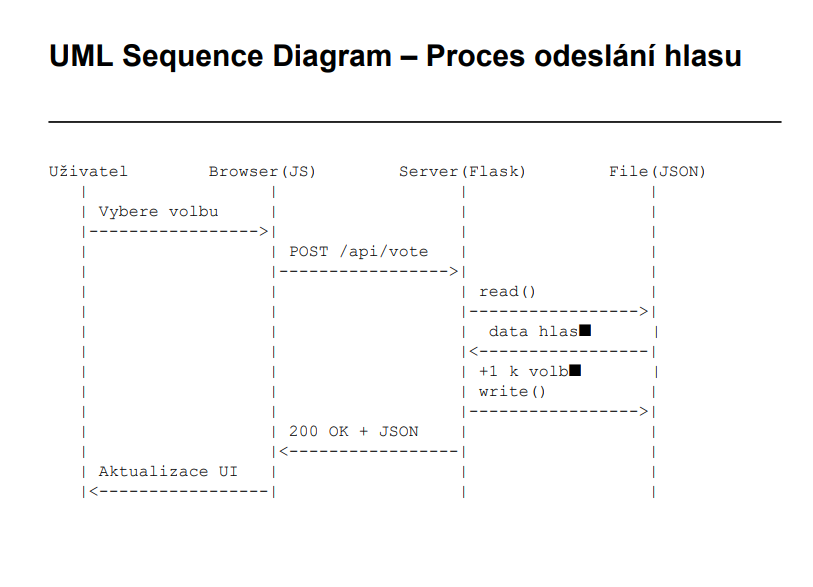 UML Sequence Diagram – Proces odeslání hlasu
Uživatel Browser(JS) Server(Flask) File(JSON)
Vybere volbu
POST /api/vote
read()
data hlas■
+1 k volb■
write()
200 OK + JSON
Aktualizace UI